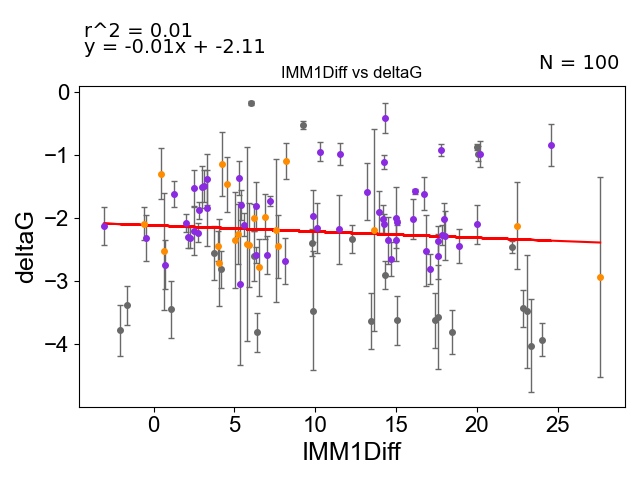 r^2 = 0.01
y = -0.01x + -2.11
N = 100
IMM1Diff vs deltaG
0
−1
−2
−3
−4
deltaG
0 5 10 15 20 25
IMM1Diff